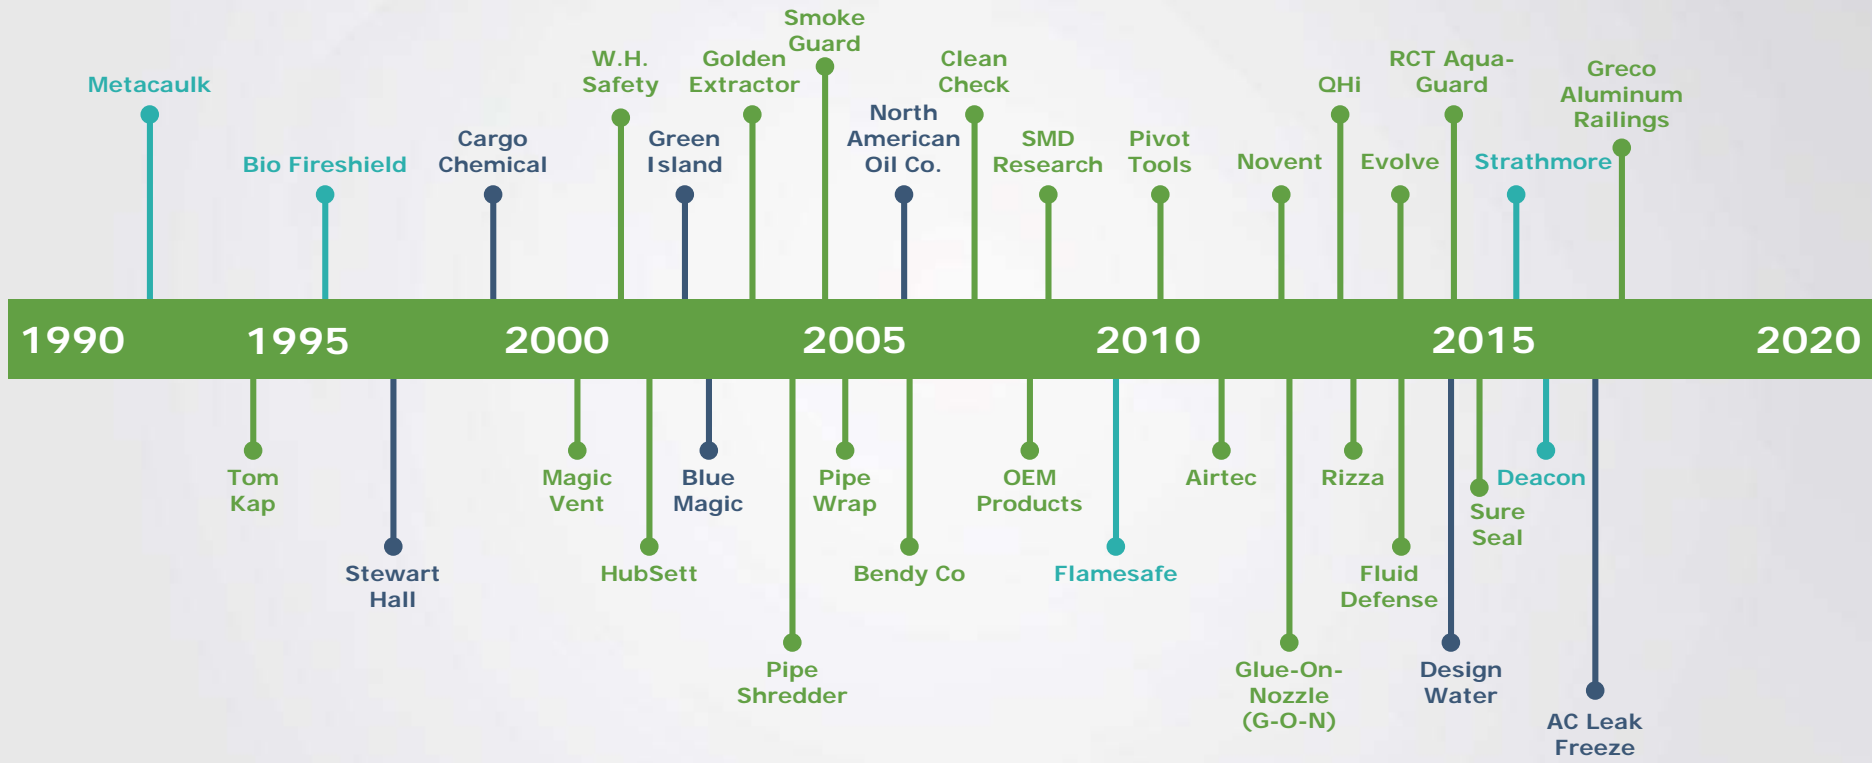 Smoke
Guard
W.H.
Safety
Golden
Extractor
Clean
Check
RCT Aqua-
Guard
Greco
Aluminum
Railings
Metacaulk
QHi
North
American
Oil Co.
Cargo
Chemical
Green
Island
SMD
Research
Pivot
Tools
Bio Fireshield
Novent
Evolve
Strathmore
1990
1995
2000
2005
2010
2015
2020
Tom
Kap
Magic
Vent
Blue
Magic
Pipe
Wrap
OEM
Products
Airtec
Rizza
Deacon
Sure
Seal
Stewart
Hall
HubSett
Bendy Co
Flamesafe
Fluid
Defense
Pipe
Shredder
Glue-On-
Nozzle
(G-O-N)
Design
Water
AC Leak
Freeze